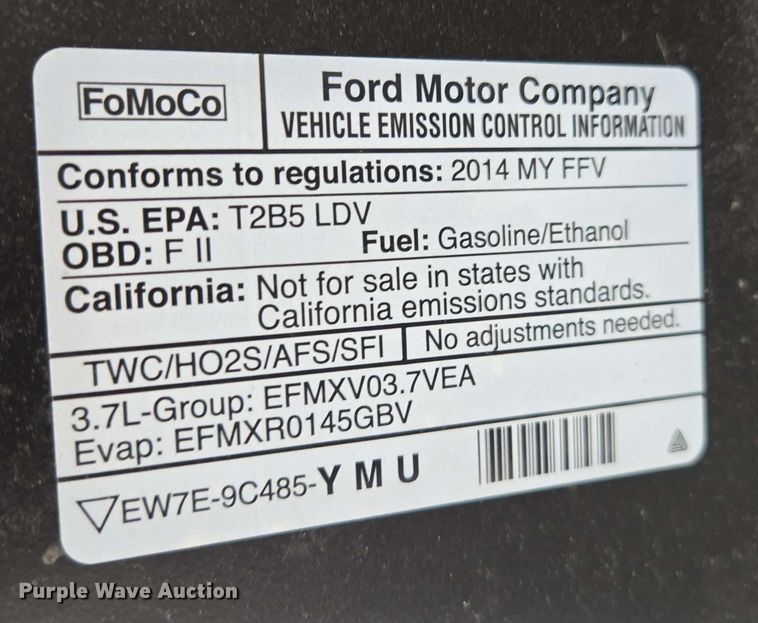 FoMoCo
Ford Motor Company
VEHICLE EMISSION CONTROL INFORMATION
Conforms to regulations: 2014 MY FFV
U.S. EPA: T2B5 LDV
OBD: F II Fuel: Gasoline/Ethanol
California: Not for sale in states with
California emissions standards.
TWC/HO2S/AFS/SFI No adjustments needed.
3.7L-Group: EFMXV03.7VEA
Evap: EFMXR0145GBV
EW7E-9C485-Y M U
Purple Wave Auction